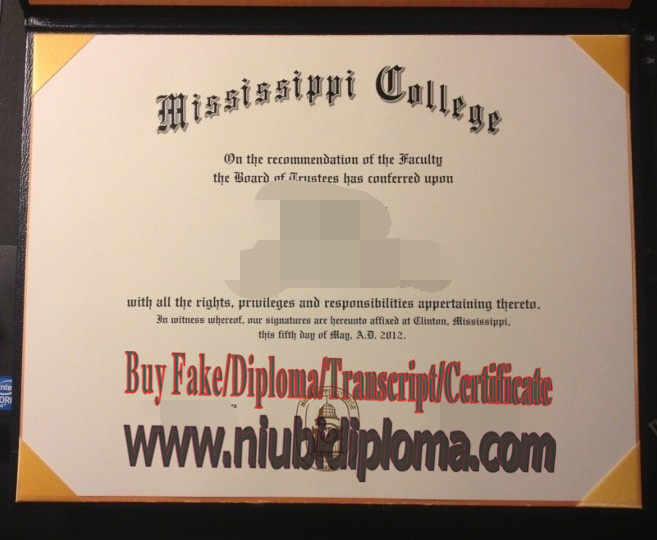 Mississippi College
On the recommendation of the Faculty
the Board of Trustees has conferred upon
with all the rights, privileges and responsibilities appertaining thereto.
In witness whereof, our signatures are hereunto affixed at Clinton, Mississippi,
this fifth day of May, A.D. 2012.
Buy Fake/Diploma/Transcript/Certificate
www.niubidiploma.com